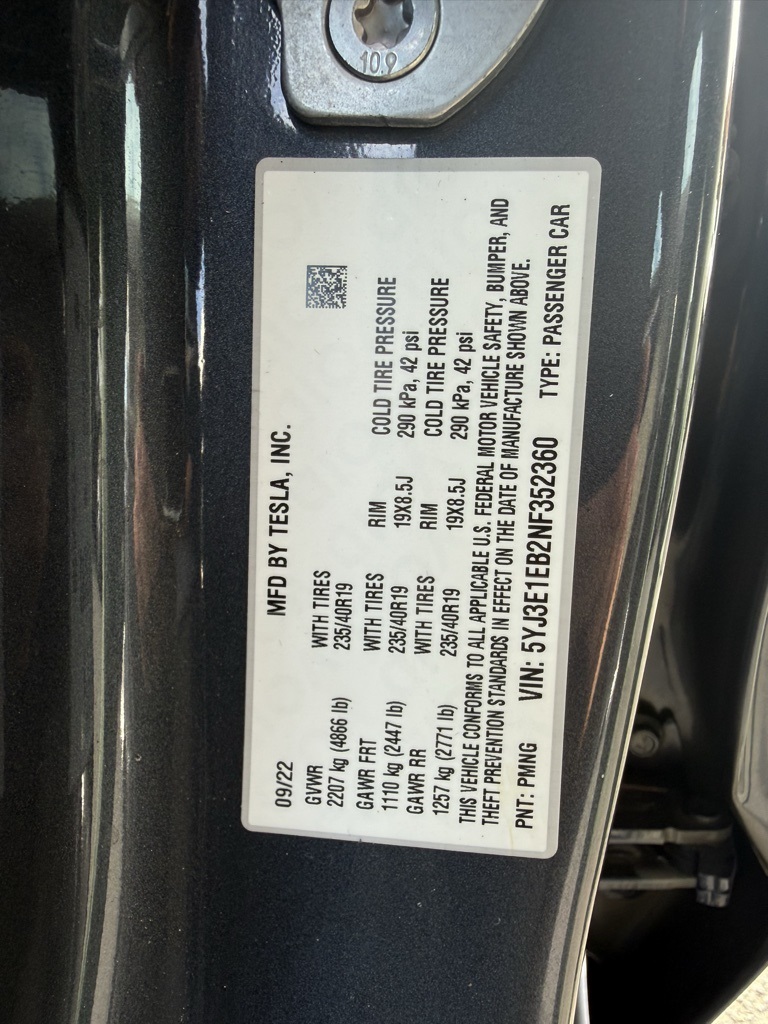 10.9
09/22 MFD BY TESLA, INC.
GVWR WITH TIRES
2207 kg (4866 lb) 235/40R19
GAWR FRT WITH TIRES RIM COLD TIRE PRESSURE
1110 kg (2447 lb) 235/40R19 19X8.5J 290 kPa, 42 psi
GAWR RR WITH TIRES RIM COLD TIRE PRESSURE
1257 kg (2771 lb) 235/40R19 19X8.5J 290 kPa, 42 psi
THIS VEHICLE CONFORMS TO ALL APPLICABLE U.S. FEDERAL MOTOR VEHICLE SAFETY, BUMPER, AND
THEFT PREVENTION STANDARDS IN EFFECT ON THE DATE OF MANUFACTURE SHOWN ABOVE.
PNT: PMNG VIN: 5YJ3E1EB2NF352360 TYPE: PASSENGER CAR